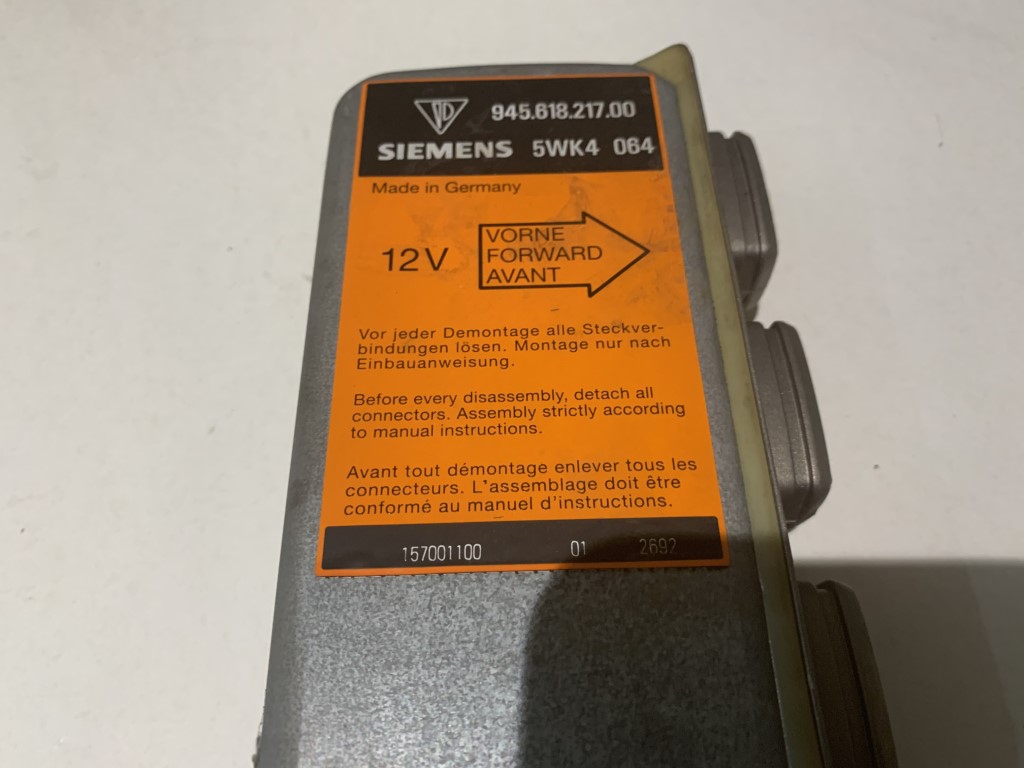 945.618.217.00
SIEMENS 5WK4 064
Made in Germany
12V
VORNE
FORWARD
AVANT
Vor jeder Demontage alle Steckver-
bindungen lösen. Montage nur nach
Einbauanweisung.
Before every disassembly, detach all
connectors. Assembly strictly according
to manual instructions.
Avant tout démontage enlever tous les
connecteurs. L'assemblage doit être
conformé au manuel d'instructions.
157001100 01 2692